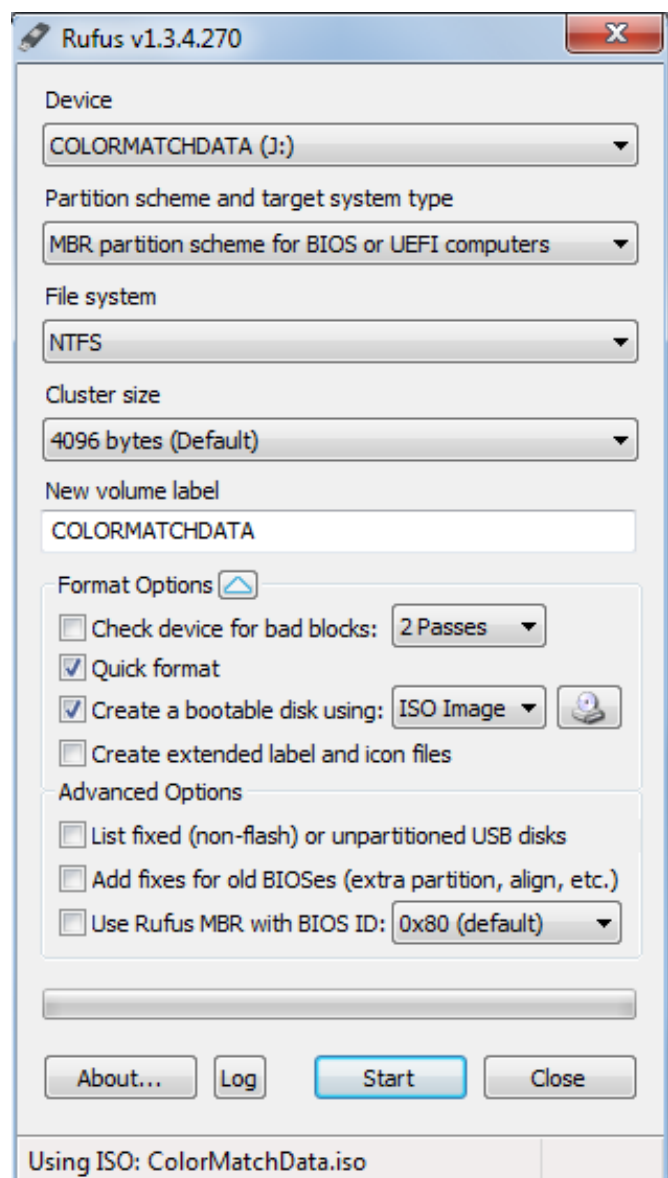 Rufus v1.3.4.270
Device
COLORMATCHDATA (J:)
Partition scheme and target system type
MBR partition scheme for BIOS or UEFI computers
File system
NTFS
Cluster size
4096 bytes (Default)
New volume label
COLORMATCHDATA
Format Options
Check device for bad blocks: 2 Passes
Quick format
Create a bootable disk using: ISO Image
Create extended label and icon files
Advanced Options
List fixed (non-flash) or unpartitioned USB disks
Add fixes for old BIOSes (extra partition, align, etc.)
Use Rufus MBR with BIOS ID: 0x80 (default)
About... Log Start Close
Using ISO: ColorMatchData.iso